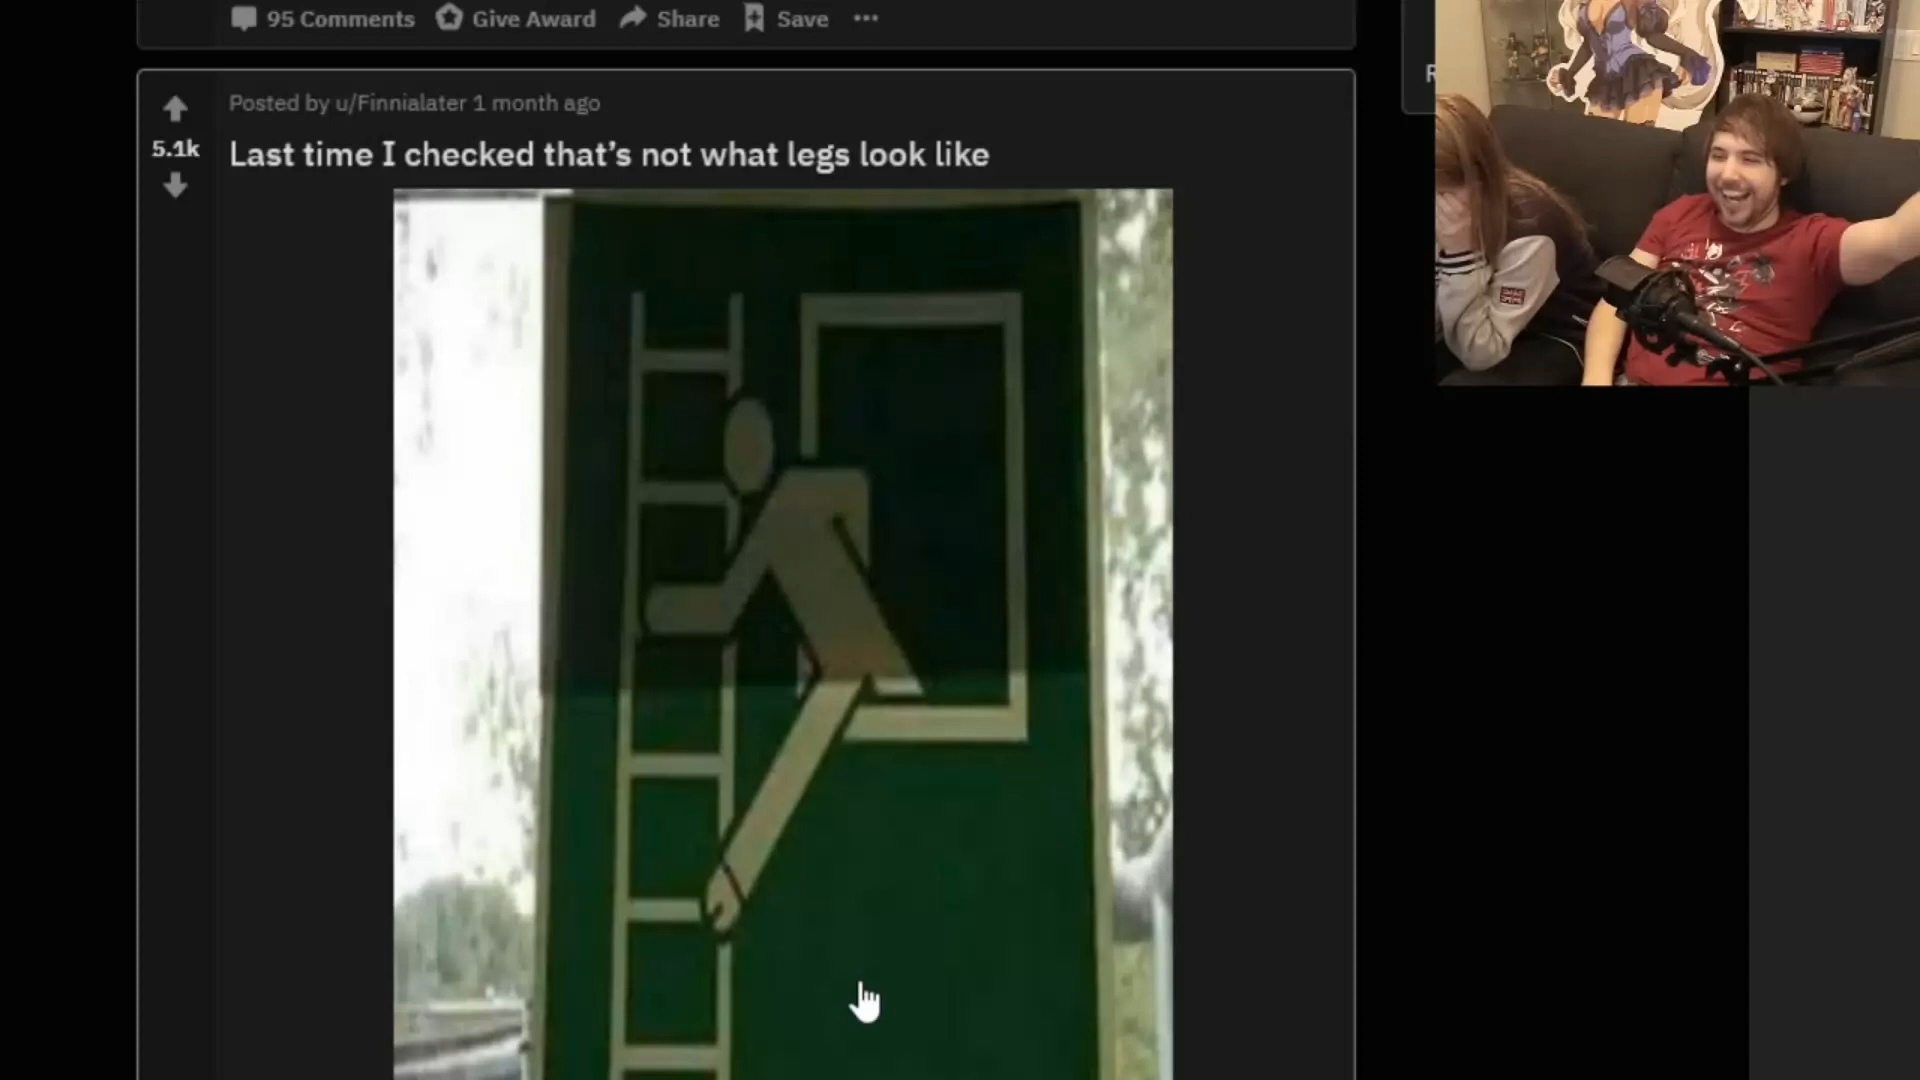 95 Comments Give Award Share Save
Posted by u/Finnialater 1 month ago
5.1k
Last time I checked that's not what legs look like
R